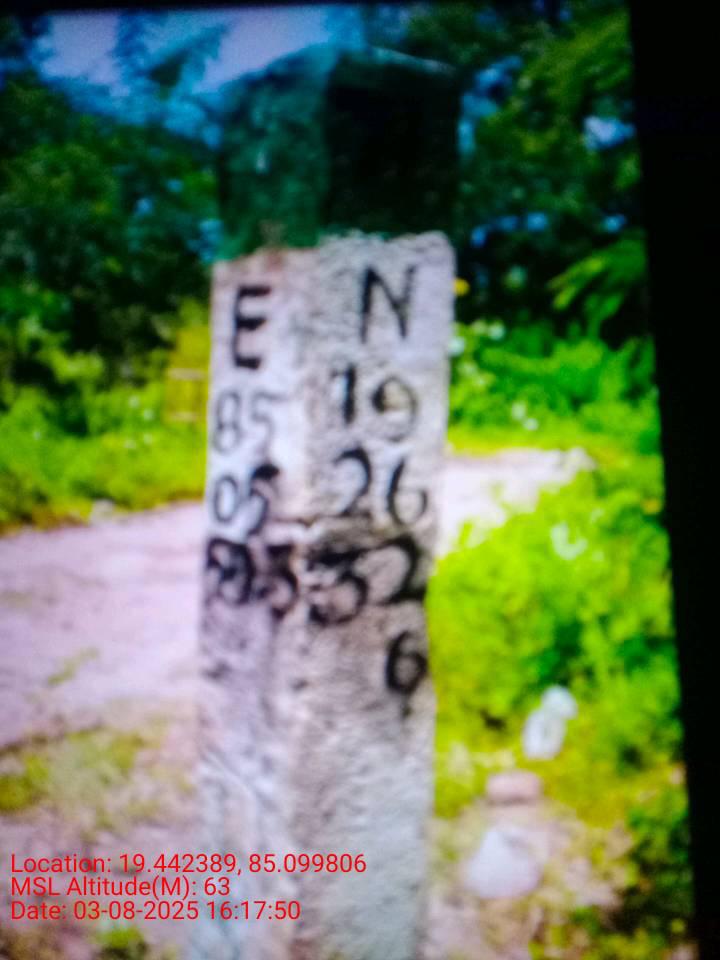 E N
85 19
05 26
32
6
Location: 19.442389, 85.099806
MSL Altitude(M): 63
Date: 03-08-2025 16:17:50